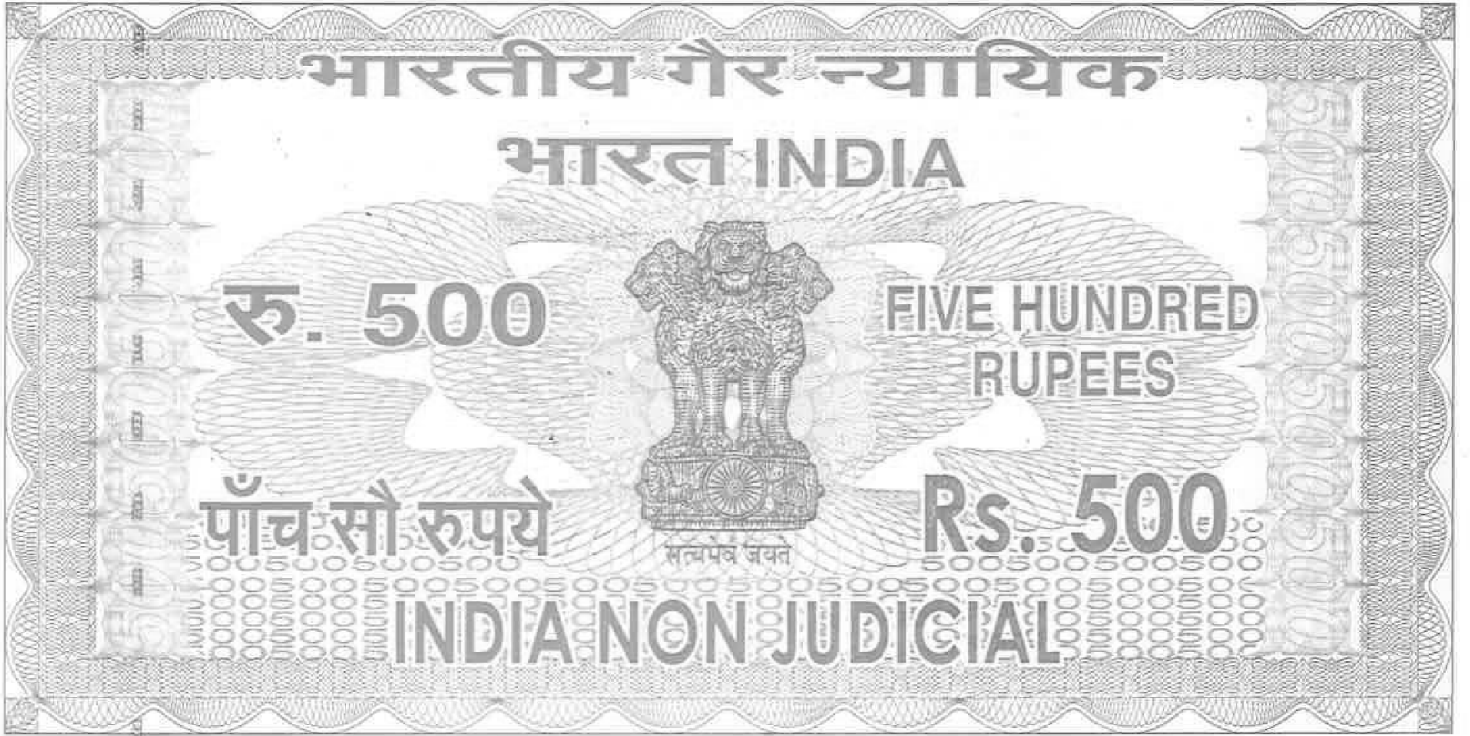 भारतीय गैर न्यायिक
भारत INDIA
रु. 500
FIVE HUNDRED
RUPEES
पाँच सौ रुपये
Rs. 500
सत्यमेव जयते
INDIA NON JUDICIAL